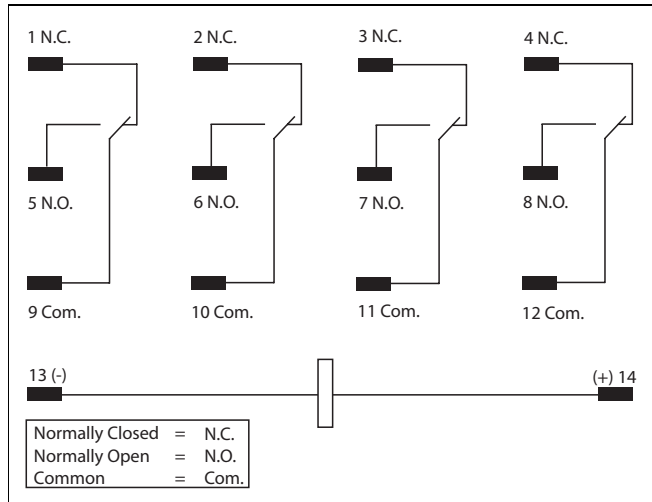 1 N.C. 2 N.C. 3 N.C. 4 N.C.
5 N.O. 6 N.O. 7 N.O. 8 N.O.
9 Com. 10 Com. 11 Com. 12 Com.
13 (-) (+) 14
Normally Closed = N.C.
Normally Open = N.O.
Common = Com.